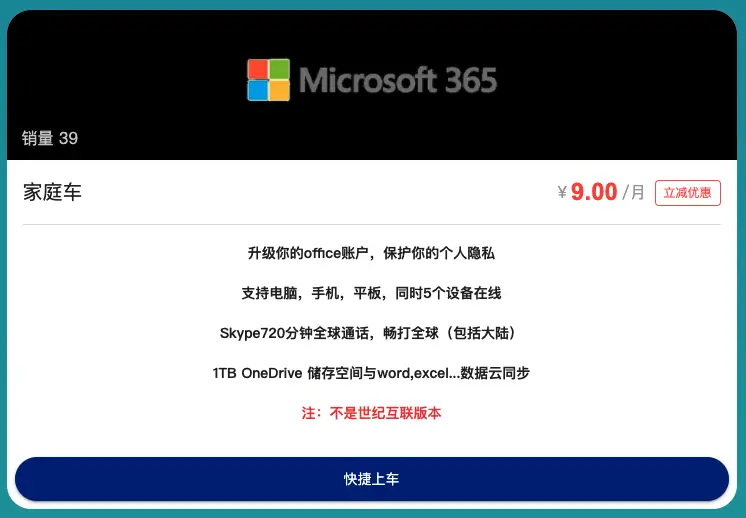 Microsoft 365
销量 39
家庭车
¥ 9.00 /月 立减优惠
升级你的office账户，保护你的个人隐私
支持电脑，手机，平板，同时5个设备在线
Skype720分钟全球通话，畅打全球（包括大陆）
1TB OneDrive 储存空间与word,excel...数据云同步
注：不是世纪互联版本
快捷上车